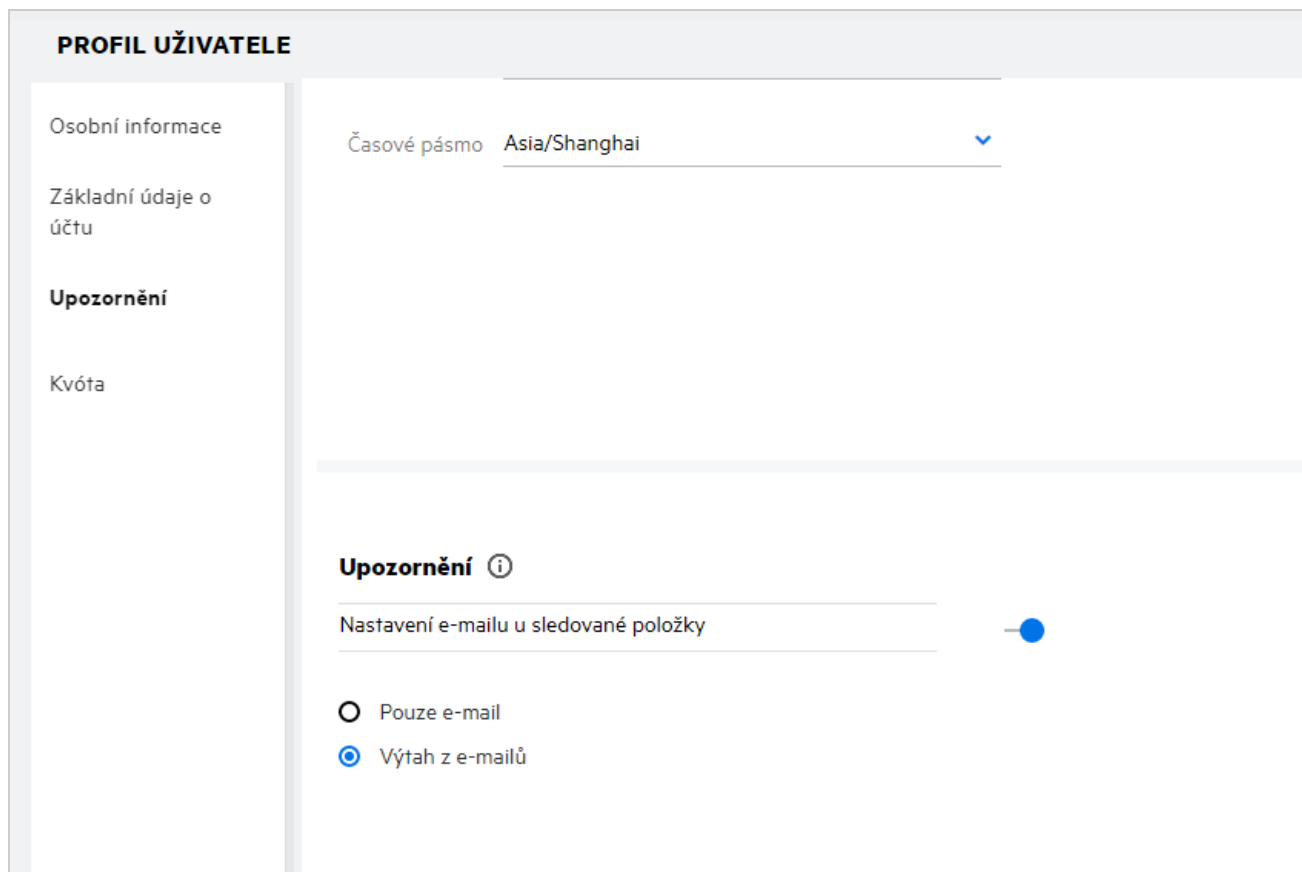 PROFIL UŽIVATELE
Osobní informace
Základní údaje o
účtu
Upozornění
Kvóta
Časové pásmo Asia/Shanghai
Upozornění
Nastavení e-mailu u sledované položky
Pouze e-mail
Výtah z e-mailů